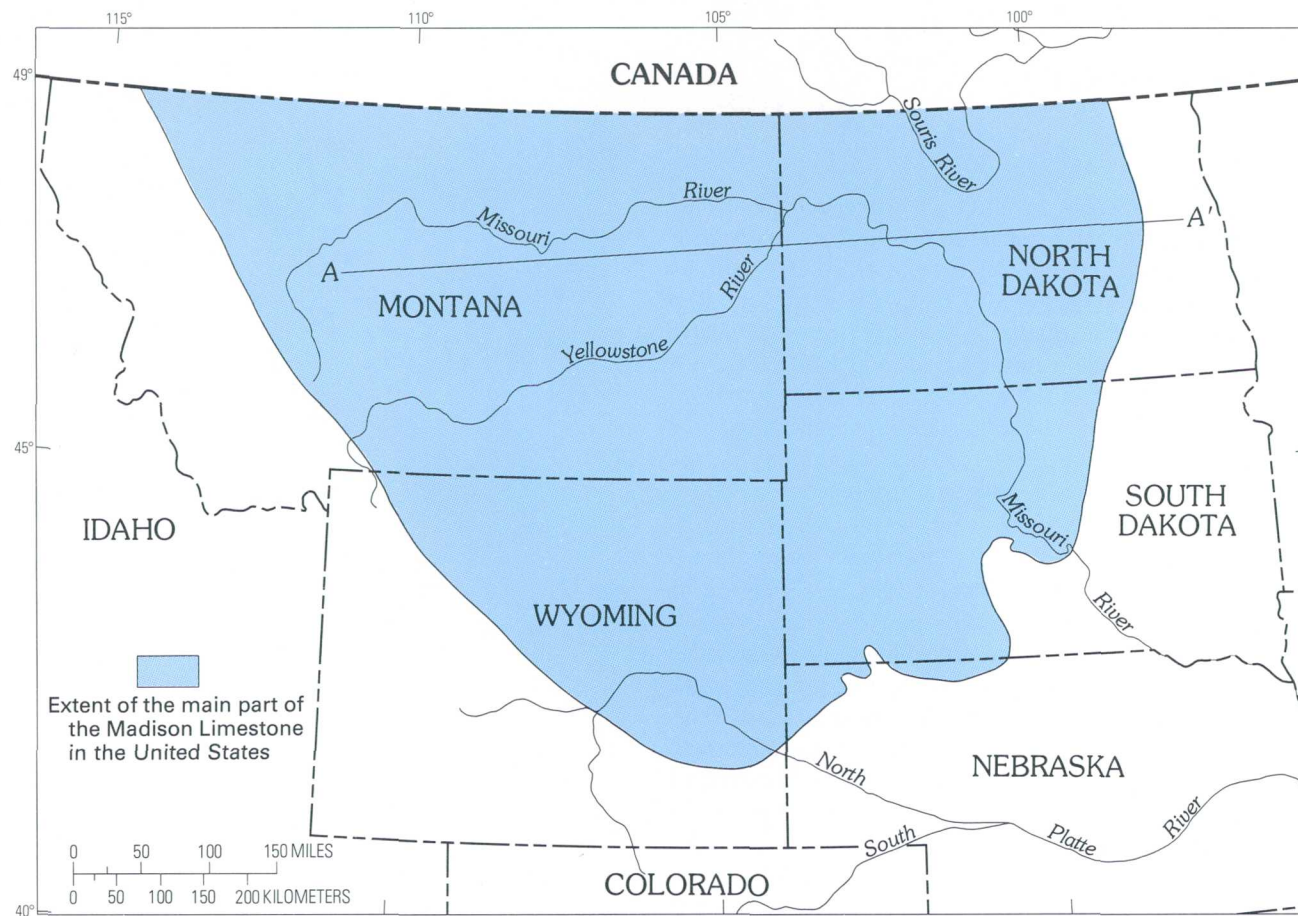 115°
110°
105°
100°
49°
CANADA
Souris River
River
Missouri
A
A'
NORTH
DAKOTA
MONTANA
River
Yellowstone
45°
SOUTH
DAKOTA
IDAHO
Missouri
River
WYOMING
Extent of the main part of
the Madison Limestone
in the United States
North
NEBRASKA
South
Platte
River
0 50 100 150 MILES
0 50 100 150 200 KILOMETERS
COLORADO
40°